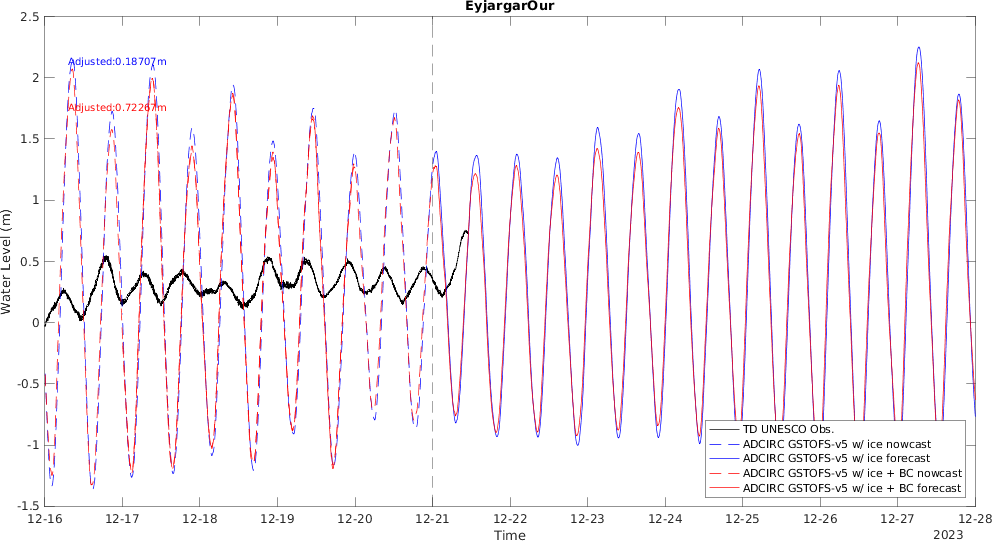 EyjargarOur
2.5
2
1.5
1
0.5
0
-0.5
-1
-1.5
Water Level (m)
Adjusted:0.18707m
Adjusted:0.72267m
TD UNESCO Obs.
ADCIRC GSTOFS-v5 w/ ice nowcast
ADCIRC GSTOFS-v5 w/ ice forecast
ADCIRC GSTOFS-v5 w/ ice + BC nowcast
ADCIRC GSTOFS-v5 w/ ice + BC forecast
12-16 12-17 12-18 12-19 12-20 12-21 12-22 12-23 12-24 12-25 12-26 12-27 12-28
Time
2023